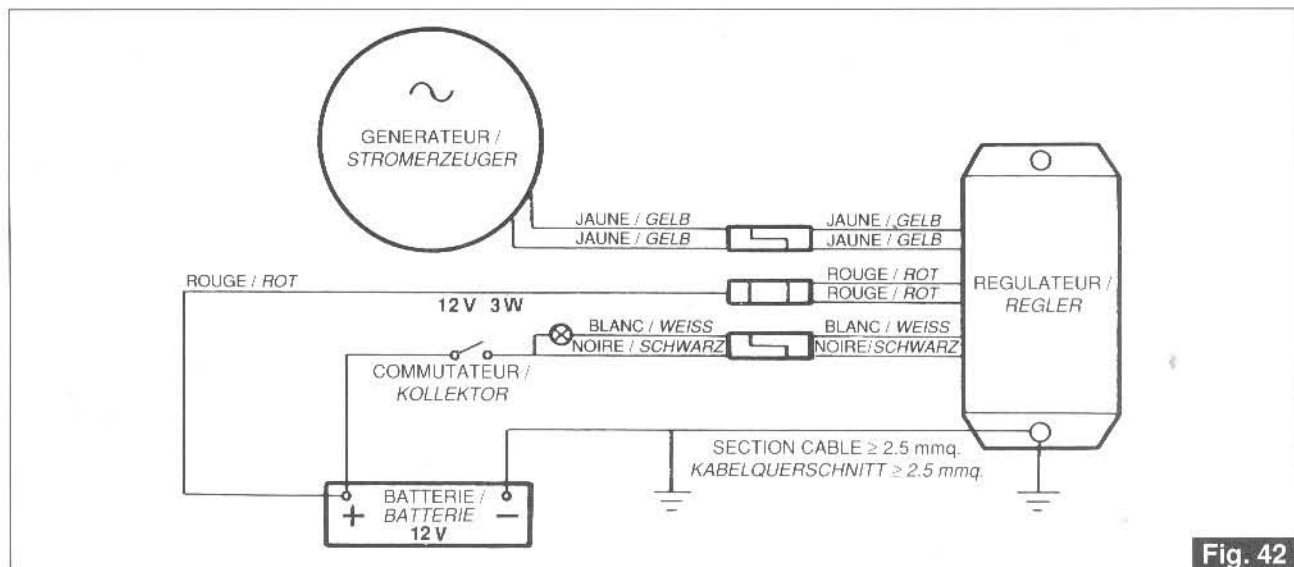 GENERATEUR /
STROMERZEUGER
JAUNE / GELB
JAUNE / GELB
JAUNE / GELB
JAUNE / GELB
ROUGE / ROT
ROUGE / ROT
ROUGE / ROT
12V 3W
BLANC / WEISS
NOIRE / SCHWARZ
BLANC / WEISS
NOIRE/SCHWARZ
REGULATEUR /
REGLER
COMMUTATEUR /
KOLLEKTOR
SECTION CABLE ≥ 2.5 mmq.
KABELQUERSCHNITT ≥ 2.5 mmq.
BATTERIE /
BATTERIE
12V
+
−
Fig. 42